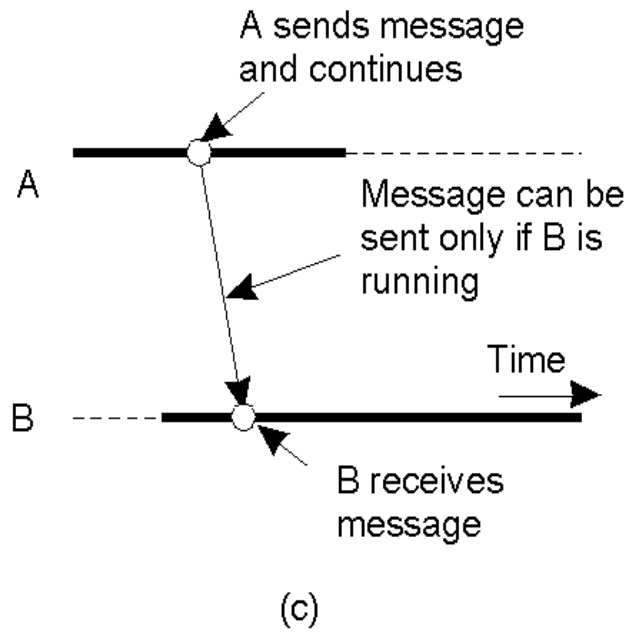 A sends message
and continues
A
Message can be
sent only if B is
running
Time
B
B receives
message
(c)